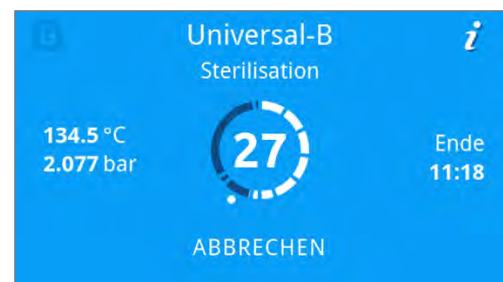 Universal-B
i
Sterilisation
134.5 °C
2.077 bar
27
Ende
11:18
ABBRECHEN